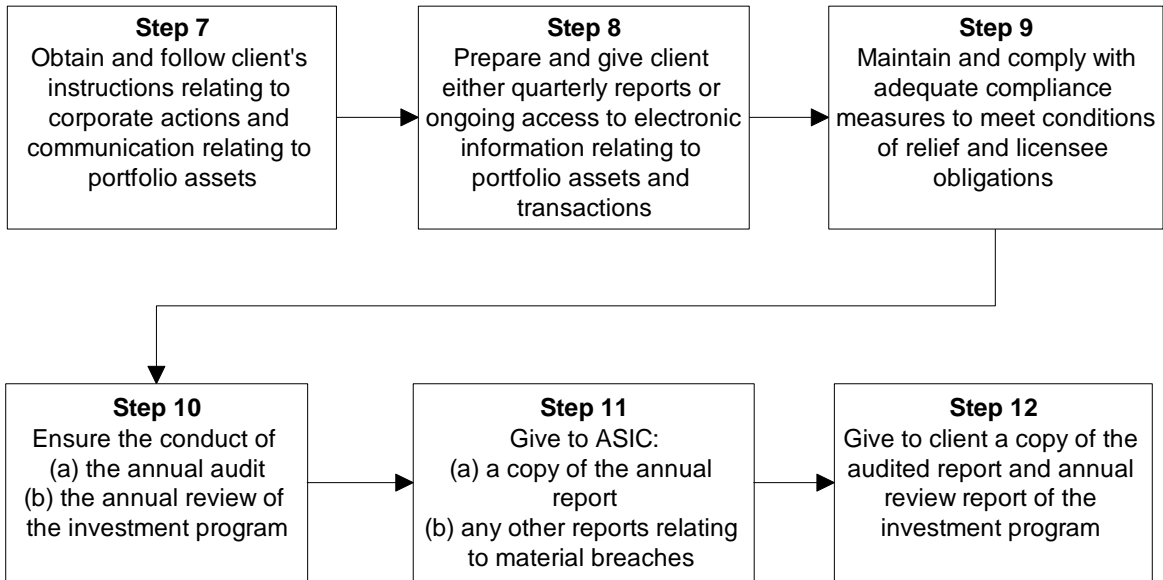 Step 7
Obtain and follow client's
instructions relating to
corporate actions and
communication relating to
portfolio assets
Step 8
Prepare and give client
either quarterly reports or
ongoing access to electronic
information relating to
portfolio assets and
transactions
Step 9
Maintain and comply with
adequate compliance
measures to meet conditions
of relief and licensee
obligations
Step 10
Ensure the conduct of
(a) the annual audit
(b) the annual review of
the investment program
Step 11
Give to ASIC:
(a) a copy of the annual
report
(b) any other reports relating
to material breaches
Step 12
Give to client a copy of the
audited report and annual
review report of the
investment program